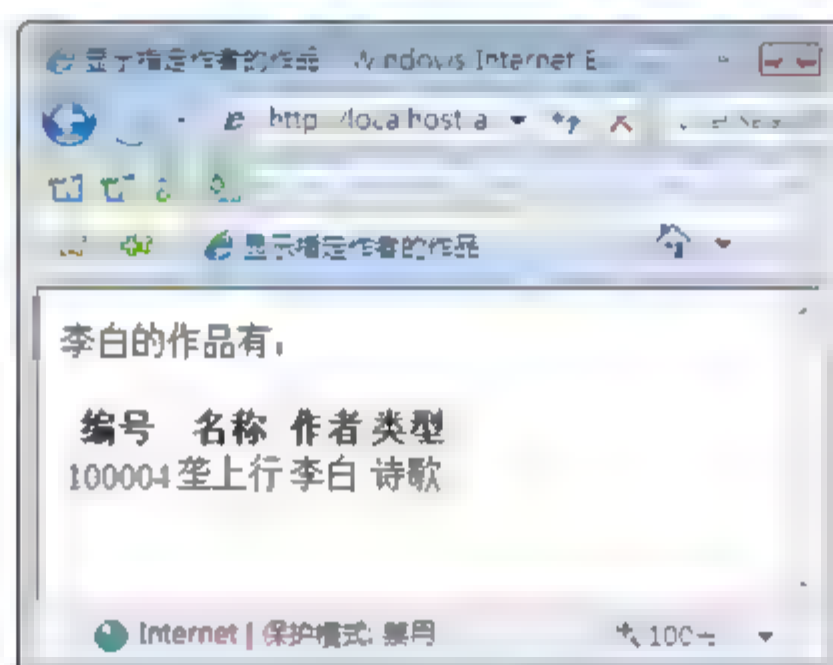 显示指定作者的作品 Windows Internet E
http localhost a
显示指定作者的作品
李白的作品有：
编号 名称 作者 类型
100004 垄上行 李白 诗歌
Internet | 保护模式: 禁用 100%